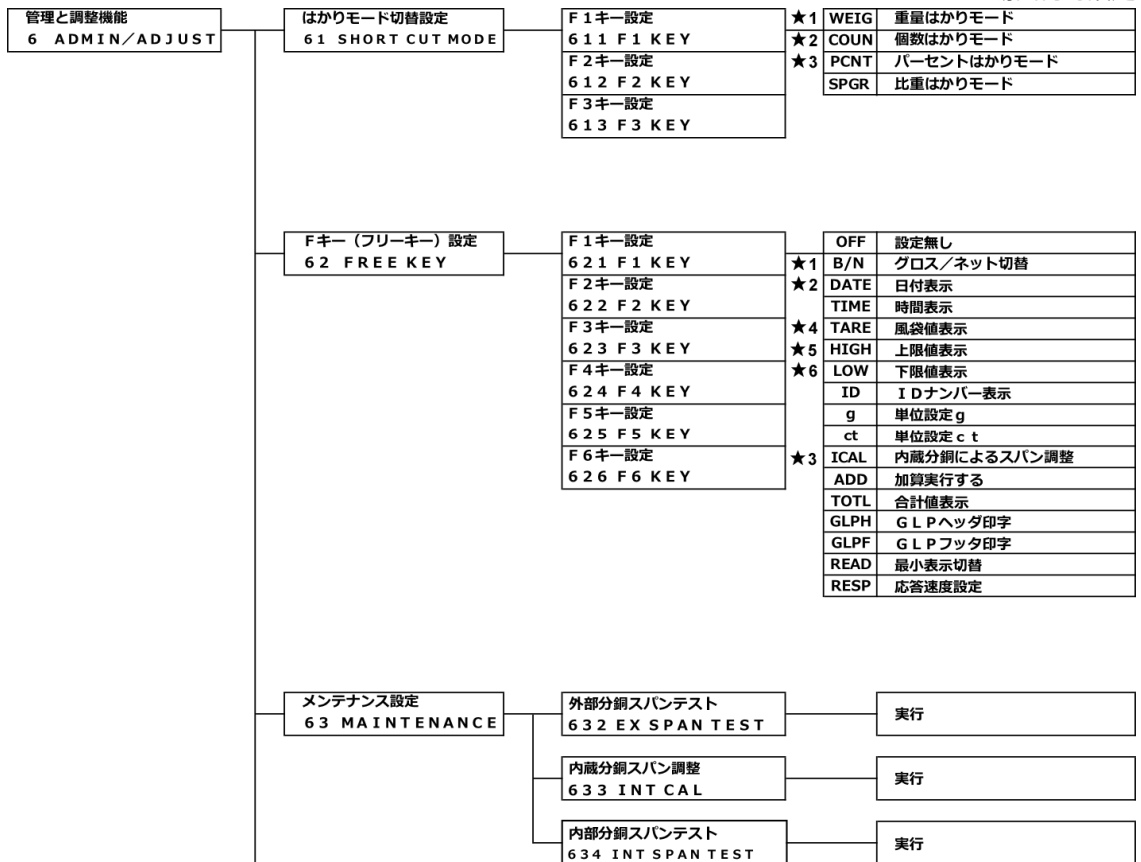 管理と調整機能
6 ADMIN／ADJUST
はかりモード切替設定
61 SHORT CUT MODE
F1キー設定
611 F1 KEY
F2キー設定
612 F2 KEY
F3キー設定
613 F3 KEY
★1 WEIG 重量はかりモード
★2 COUN 個数はかりモード
★3 PCNT パーセントはかりモード
SPGR 比重はかりモード
Fキー（フリーキー）設定
62 FREE KEY
F1キー設定
621 F1 KEY
F2キー設定
622 F2 KEY
F3キー設定
623 F3 KEY
F4キー設定
624 F4 KEY
F5キー設定
625 F5 KEY
F6キー設定
626 F6 KEY
OFF 設定無し
★1 B/N グロス／ネット切替
★2 DATE 日付表示
TIME 時間表示
★4 TARE 風袋値表示
★5 HIGH 上限値表示
★6 LOW 下限値表示
ID IDナンバー表示
g 単位設定g
ct 単位設定ct
★3 ICAL 内蔵分銅によるスパン調整
ADD 加算実行する
TOTL 合計値表示
GLPH GLPヘッダ印字
GLPF GLPフッタ印字
READ 最小表示切替
RESP 応答速度設定
メンテナンス設定
63 MAINTENANCE
外部分銅スパンテスト
632 EX SPAN TEST
実行
内蔵分銅スパン調整
633 INT CAL
実行
内部分銅スパンテスト
634 INT SPAN TEST
実行